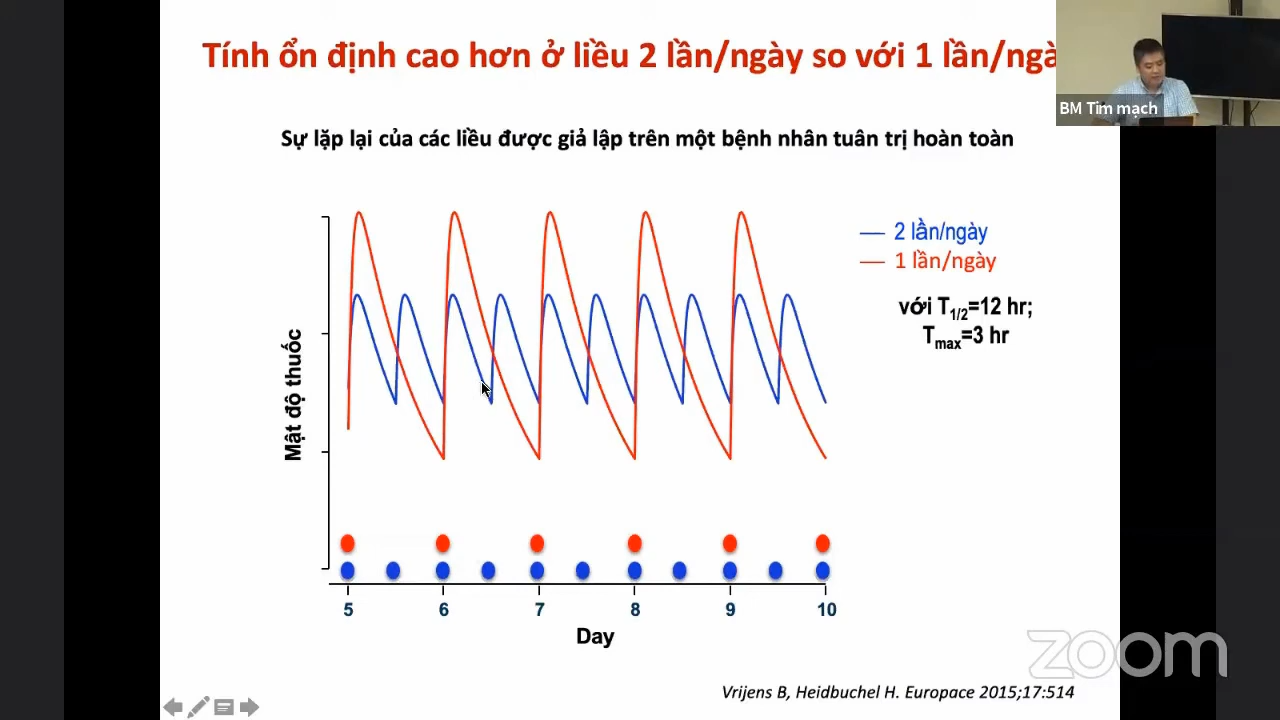 Tính ổn định cao hơn ở liều 2 lần/ngày so với 1 lần/ngà
BM Tim mạch
Sự lặp lại của các liều được giả lập trên một bệnh nhân tuân trị hoàn toàn
2 lần/ngày
1 lần/ngày
với T1/2=12 hr;
Tmax=3 hr
Mật độ thuốc
5 6 7 8 9 10
Day
zoom
Vrijens B, Heidbuchel H. Europace 2015;17:514